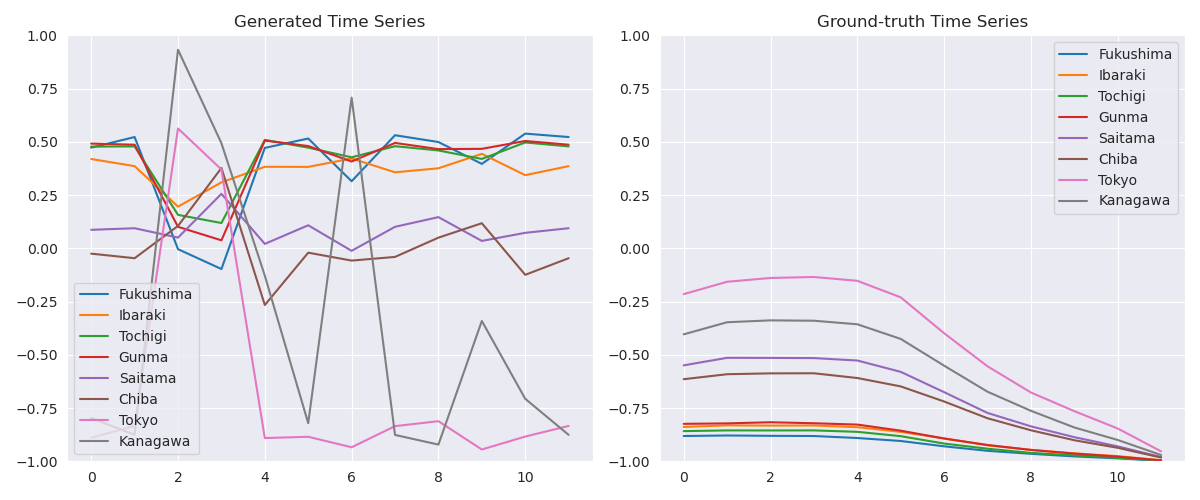 Generated Time Series
1.00
0.75
0.50
0.25
0.00
−0.25
−0.50
−0.75
−1.00
0 2 4 6 8 10
Fukushima
Ibaraki
Tochigi
Gunma
Saitama
Chiba
Tokyo
Kanagawa
Ground-truth Time Series
1.00
0.75
0.50
0.25
0.00
−0.25
−0.50
−0.75
−1.00
0 2 4 6 8 10
Fukushima
Ibaraki
Tochigi
Gunma
Saitama
Chiba
Tokyo
Kanagawa